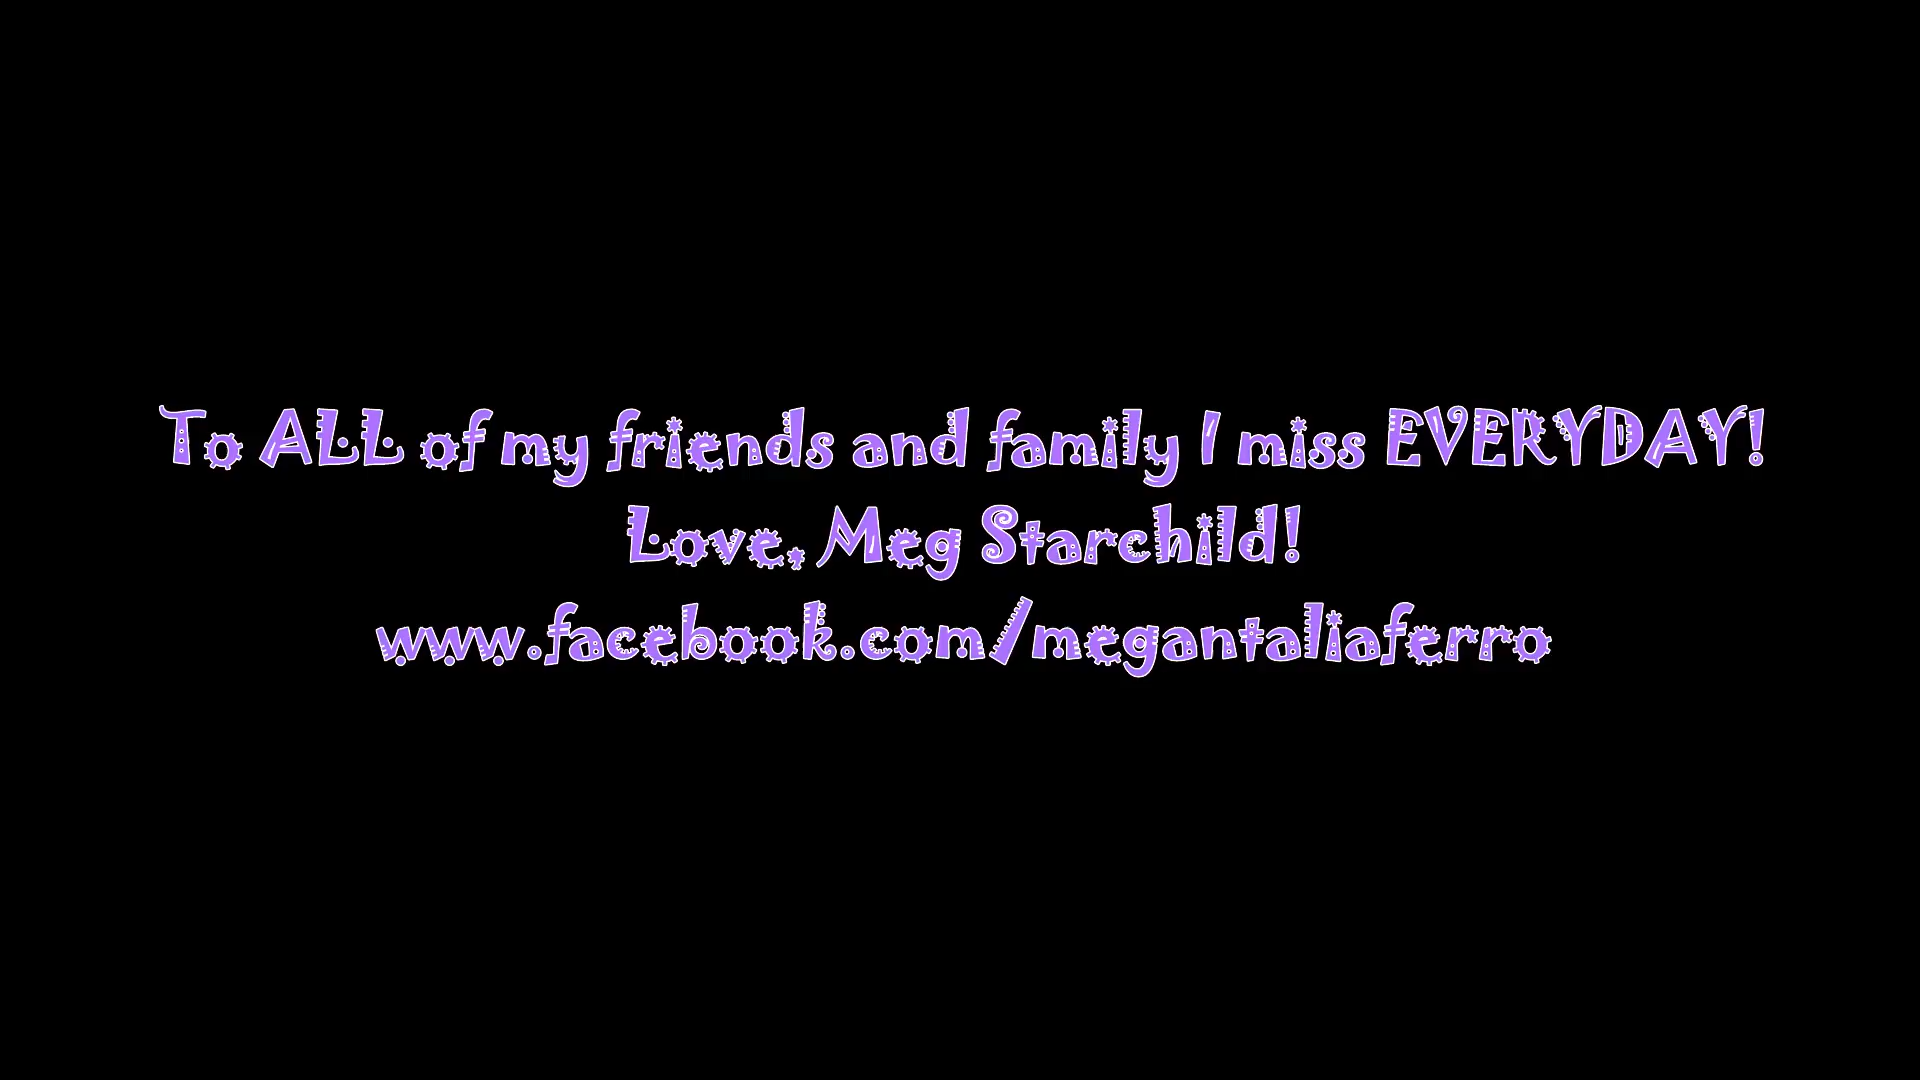 To ALL of my friends and family I miss EVERYDAY!
Love, Meg Starchild!
www.facebook.com/megantaliaferro